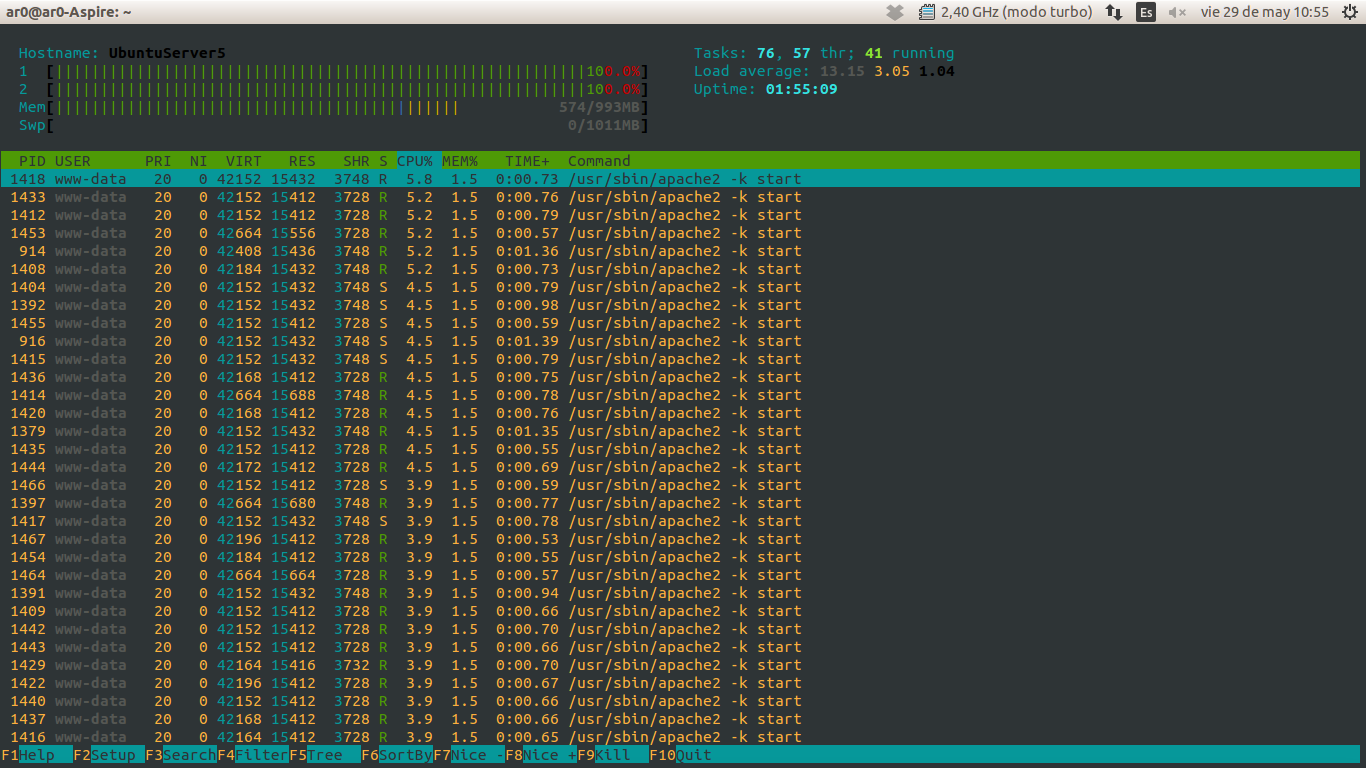 ar0@ar0-Aspire: ~ 2,40 GHz (modo turbo) Es vie 29 de may 10:55
Hostname: UbuntuServer5 Tasks: 76, 57 thr; 41 running
1 [||||||||||||||||||||||||||||||||||||||||||||||||||||||||||||100.0%] Load average: 13.15 3.05 1.04
2 [||||||||||||||||||||||||||||||||||||||||||||||||||||||||||||100.0%] Uptime: 01:55:09
Mem[||||||||||||||||||||||||||||||||||||||||||||| 574/993MB]
Swp[ 0/1011MB]
PID USER PRI NI VIRT RES SHR S CPU% MEM% TIME+ Command
1418 www-data 20 0 42152 15432 3748 R 5.8 1.5 0:00.73 /usr/sbin/apache2 -k start
1433 www-data 20 0 42152 15412 3728 R 5.2 1.5 0:00.76 /usr/sbin/apache2 -k start
1412 www-data 20 0 42152 15412 3728 R 5.2 1.5 0:00.79 /usr/sbin/apache2 -k start
1453 www-data 20 0 42664 15556 3728 R 5.2 1.5 0:00.57 /usr/sbin/apache2 -k start
914 www-data 20 0 42408 15436 3748 R 5.2 1.5 0:01.36 /usr/sbin/apache2 -k start
1408 www-data 20 0 42184 15432 3748 R 5.2 1.5 0:00.73 /usr/sbin/apache2 -k start
1404 www-data 20 0 42152 15432 3748 S 4.5 1.5 0:00.79 /usr/sbin/apache2 -k start
1392 www-data 20 0 42152 15432 3748 S 4.5 1.5 0:00.98 /usr/sbin/apache2 -k start
1455 www-data 20 0 42152 15412 3728 S 4.5 1.5 0:00.59 /usr/sbin/apache2 -k start
916 www-data 20 0 42152 15432 3748 S 4.5 1.5 0:01.39 /usr/sbin/apache2 -k start
1415 www-data 20 0 42152 15432 3748 S 4.5 1.5 0:00.79 /usr/sbin/apache2 -k start
1436 www-data 20 0 42168 15412 3728 R 4.5 1.5 0:00.75 /usr/sbin/apache2 -k start
1414 www-data 20 0 42664 15688 3748 R 4.5 1.5 0:00.78 /usr/sbin/apache2 -k start
1420 www-data 20 0 42168 15412 3728 R 4.5 1.5 0:00.76 /usr/sbin/apache2 -k start
1379 www-data 20 0 42152 15432 3748 R 4.5 1.5 0:01.35 /usr/sbin/apache2 -k start
1435 www-data 20 0 42152 15412 3728 R 4.5 1.5 0:00.55 /usr/sbin/apache2 -k start
1444 www-data 20 0 42172 15412 3728 R 4.5 1.5 0:00.69 /usr/sbin/apache2 -k start
1466 www-data 20 0 42152 15412 3728 S 3.9 1.5 0:00.59 /usr/sbin/apache2 -k start
1397 www-data 20 0 42664 15680 3748 R 3.9 1.5 0:00.77 /usr/sbin/apache2 -k start
1417 www-data 20 0 42152 15432 3748 S 3.9 1.5 0:00.78 /usr/sbin/apache2 -k start
1467 www-data 20 0 42196 15412 3728 R 3.9 1.5 0:00.53 /usr/sbin/apache2 -k start
1454 www-data 20 0 42184 15412 3728 R 3.9 1.5 0:00.55 /usr/sbin/apache2 -k start
1464 www-data 20 0 42664 15664 3728 R 3.9 1.5 0:00.57 /usr/sbin/apache2 -k start
1391 www-data 20 0 42152 15432 3748 R 3.9 1.5 0:00.94 /usr/sbin/apache2 -k start
1409 www-data 20 0 42152 15412 3728 R 3.9 1.5 0:00.66 /usr/sbin/apache2 -k start
1442 www-data 20 0 42152 15412 3728 R 3.9 1.5 0:00.70 /usr/sbin/apache2 -k start
1443 www-data 20 0 42152 15412 3728 R 3.9 1.5 0:00.66 /usr/sbin/apache2 -k start
1429 www-data 20 0 42164 15416 3732 R 3.9 1.5 0:00.70 /usr/sbin/apache2 -k start
1422 www-data 20 0 42196 15412 3728 R 3.9 1.5 0:00.67 /usr/sbin/apache2 -k start
1440 www-data 20 0 42152 15412 3728 R 3.9 1.5 0:00.66 /usr/sbin/apache2 -k start
1437 www-data 20 0 42168 15412 3728 R 3.9 1.5 0:00.66 /usr/sbin/apache2 -k start
1416 www-data 20 0 42164 15412 3728 R 3.9 1.5 0:00.65 /usr/sbin/apache2 -k start
F1Help F2Setup F3SearchF4FilterF5Tree F6SortByF7Nice -F8Nice +F9Kill F10Quit